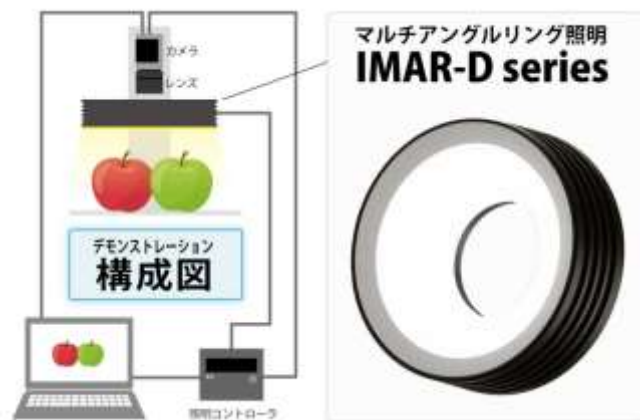 カメラ
レンズ
デモンストレーション
構成図
照明コントローラ
マルチアングルリング照明
IMAR-D series